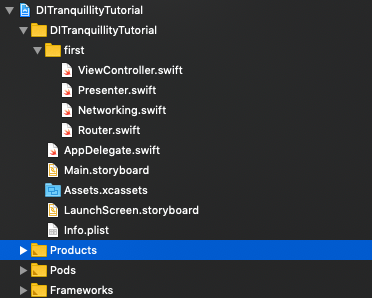 DITranquillityTutorial
DITranquillityTutorial
first
ViewController.swift
Presenter.swift
Networking.swift
Router.swift
AppDelegate.swift
Main.storyboard
Assets.xcassets
LaunchScreen.storyboard
Info.plist
Products
Pods
Frameworks